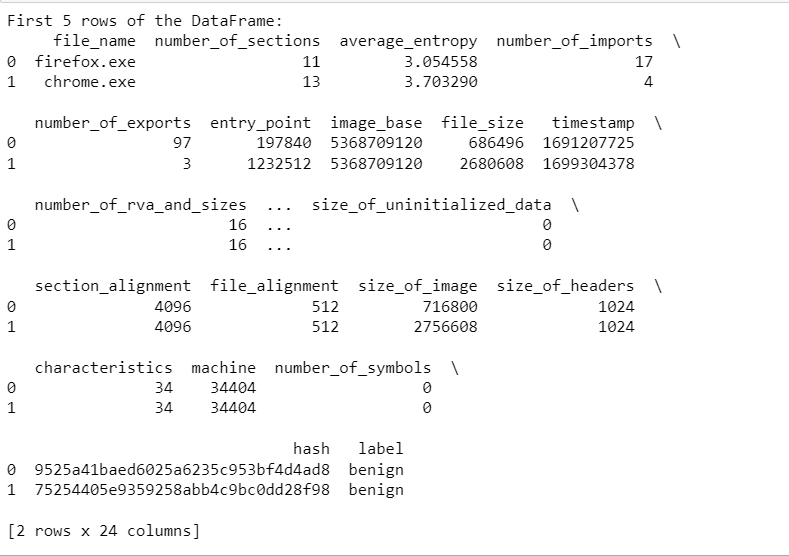 First 5 rows of the DataFrame:
     file_name  number_of_sections  average_entropy  number_of_imports  \
0  firefox.exe                  11         3.054558                 17
1   chrome.exe                  13         3.703290                  4

   number_of_exports  entry_point  image_base  file_size   timestamp  \
0                 97       197840  5368709120     686496  1691207725
1                  3      1232512  5368709120    2680608  1699304378

   number_of_rva_and_sizes  ...  size_of_uninitialized_data  \
0                       16  ...                           0
1                       16  ...                           0

   section_alignment  file_alignment  size_of_image  size_of_headers  \
0               4096             512         716800             1024
1               4096             512        2756608             1024

   characteristics  machine  number_of_symbols  \
0               34    34404                  0
1               34    34404                  0

                               hash   label
0  9525a41baed6025a6235c953bf4d4ad8  benign
1  75254405e9359258abb4c9bc0dd28f98  benign

[2 rows x 24 columns]